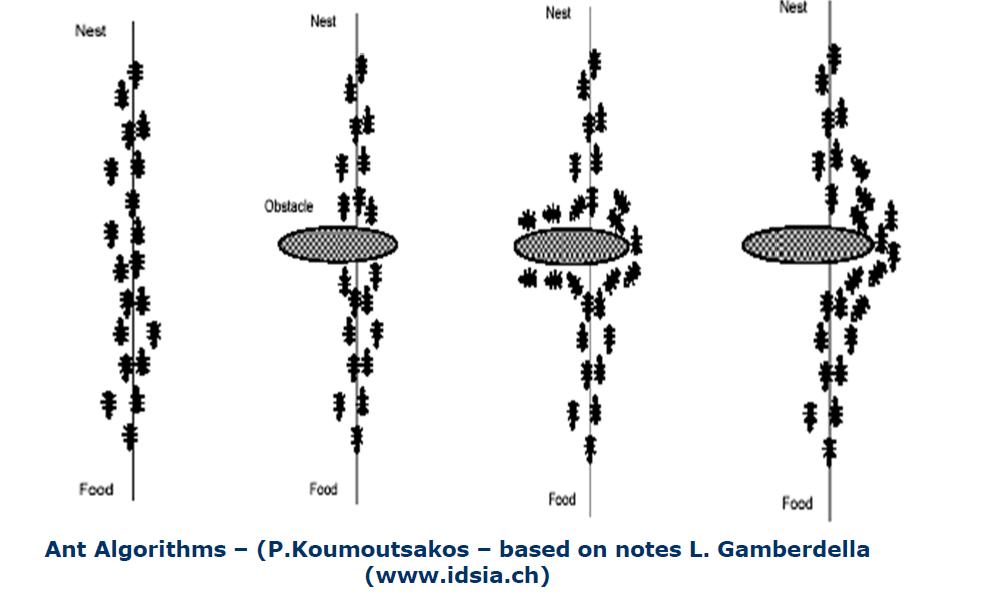 Nest
Nest
Nest
Nest
Obstacle
Food
Food
Food
Food
Ant Algorithms – (P.Koumoutsakos – based on notes L. Gamberdella
(www.idsia.ch)